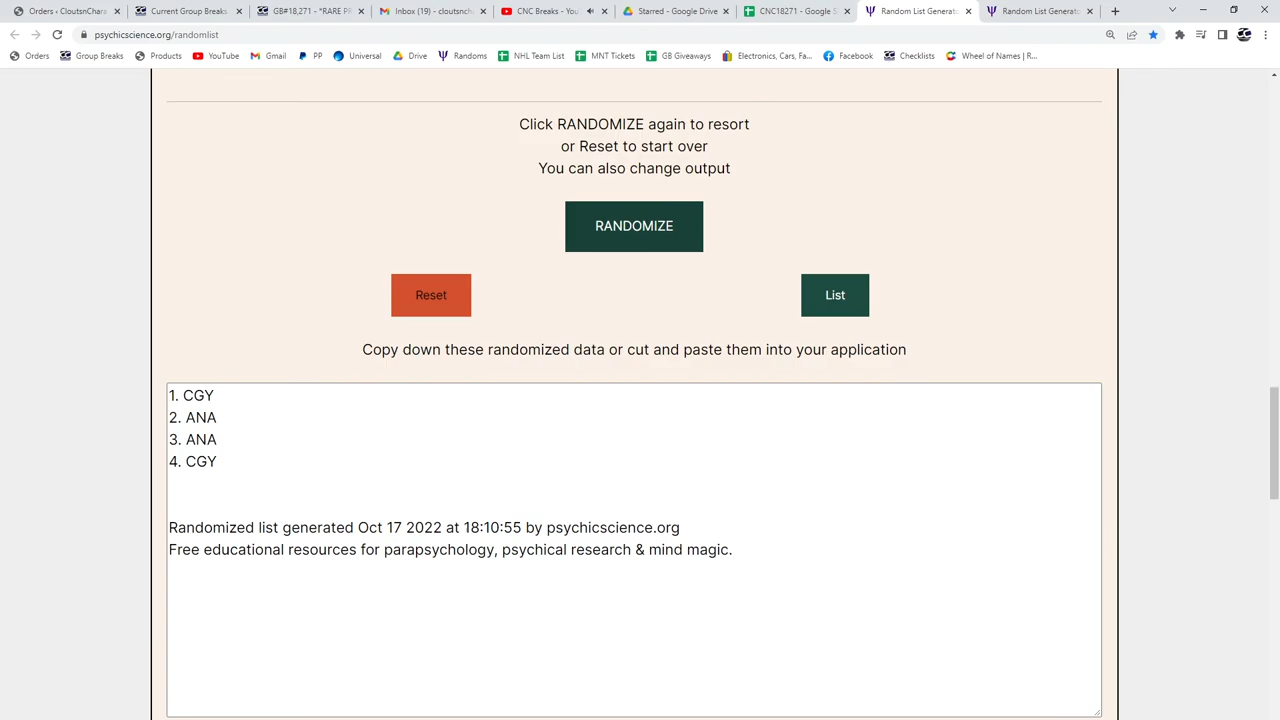 Orders ‹ CloutsnChara
Current Group Breaks
GB#18,271 - *RARE PR
Inbox (19) - cloutsnch
CNC Breaks - You
Starred - Google Drive
CNC18271 - Google S
Random List Generato
Random List Generato
psychicscience.org/randomlist
Orders
Group Breaks
Products
YouTube
Gmail
PP
Universal
Drive
Randoms
NHL Team List
MNT Tickets
GB Giveaways
Electronics, Cars, Fa...
Facebook
Checklists
Wheel of Names | R...
Click RANDOMIZE again to resort
or Reset to start over
You can also change output
RANDOMIZE
Reset
List
Copy down these randomized data or cut and paste them into your application
1. CGY
2. ANA
3. ANA
4. CGY
Randomized list generated Oct 17 2022 at 18:10:55 by psychicscience.org
Free educational resources for parapsychology, psychical research & mind magic.